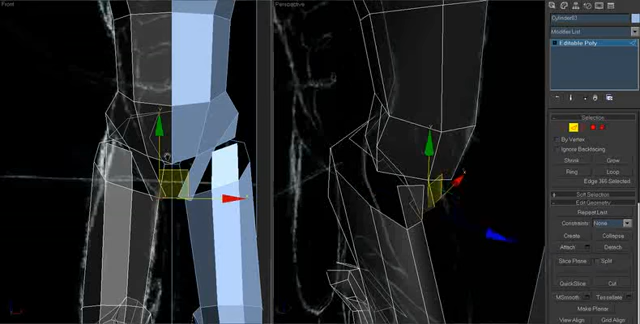 Front
Perspective
Cylinder83
Modifier List
Editable Poly
Selection
By Vertex
Ignore Backfacing
Shrink
Grow
Ring
Loop
Edge 366 Selected
Soft Selection
Edit Geometry
Repeat Last
Constraints: None
Create
Collapse
Attach
Detach
Slice Plane
Split
QuickSlice
Cut
MSmooth
Tessellate
Make Planar
View Align
Grid Align